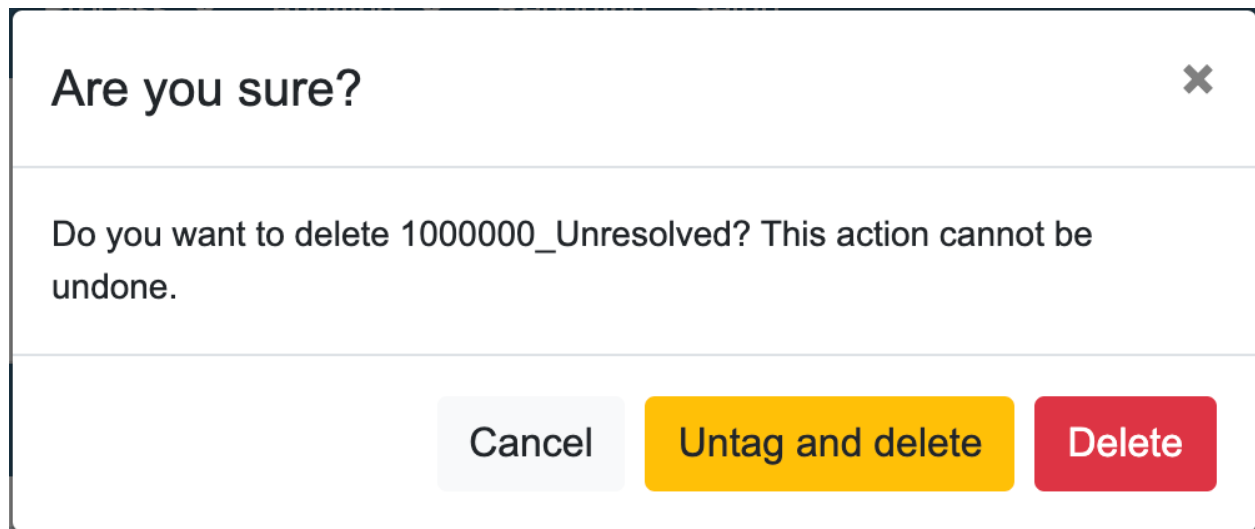 Are you sure?
Do you want to delete 1000000_Unresolved? This action cannot be
undone.
Cancel
Untag and delete
Delete